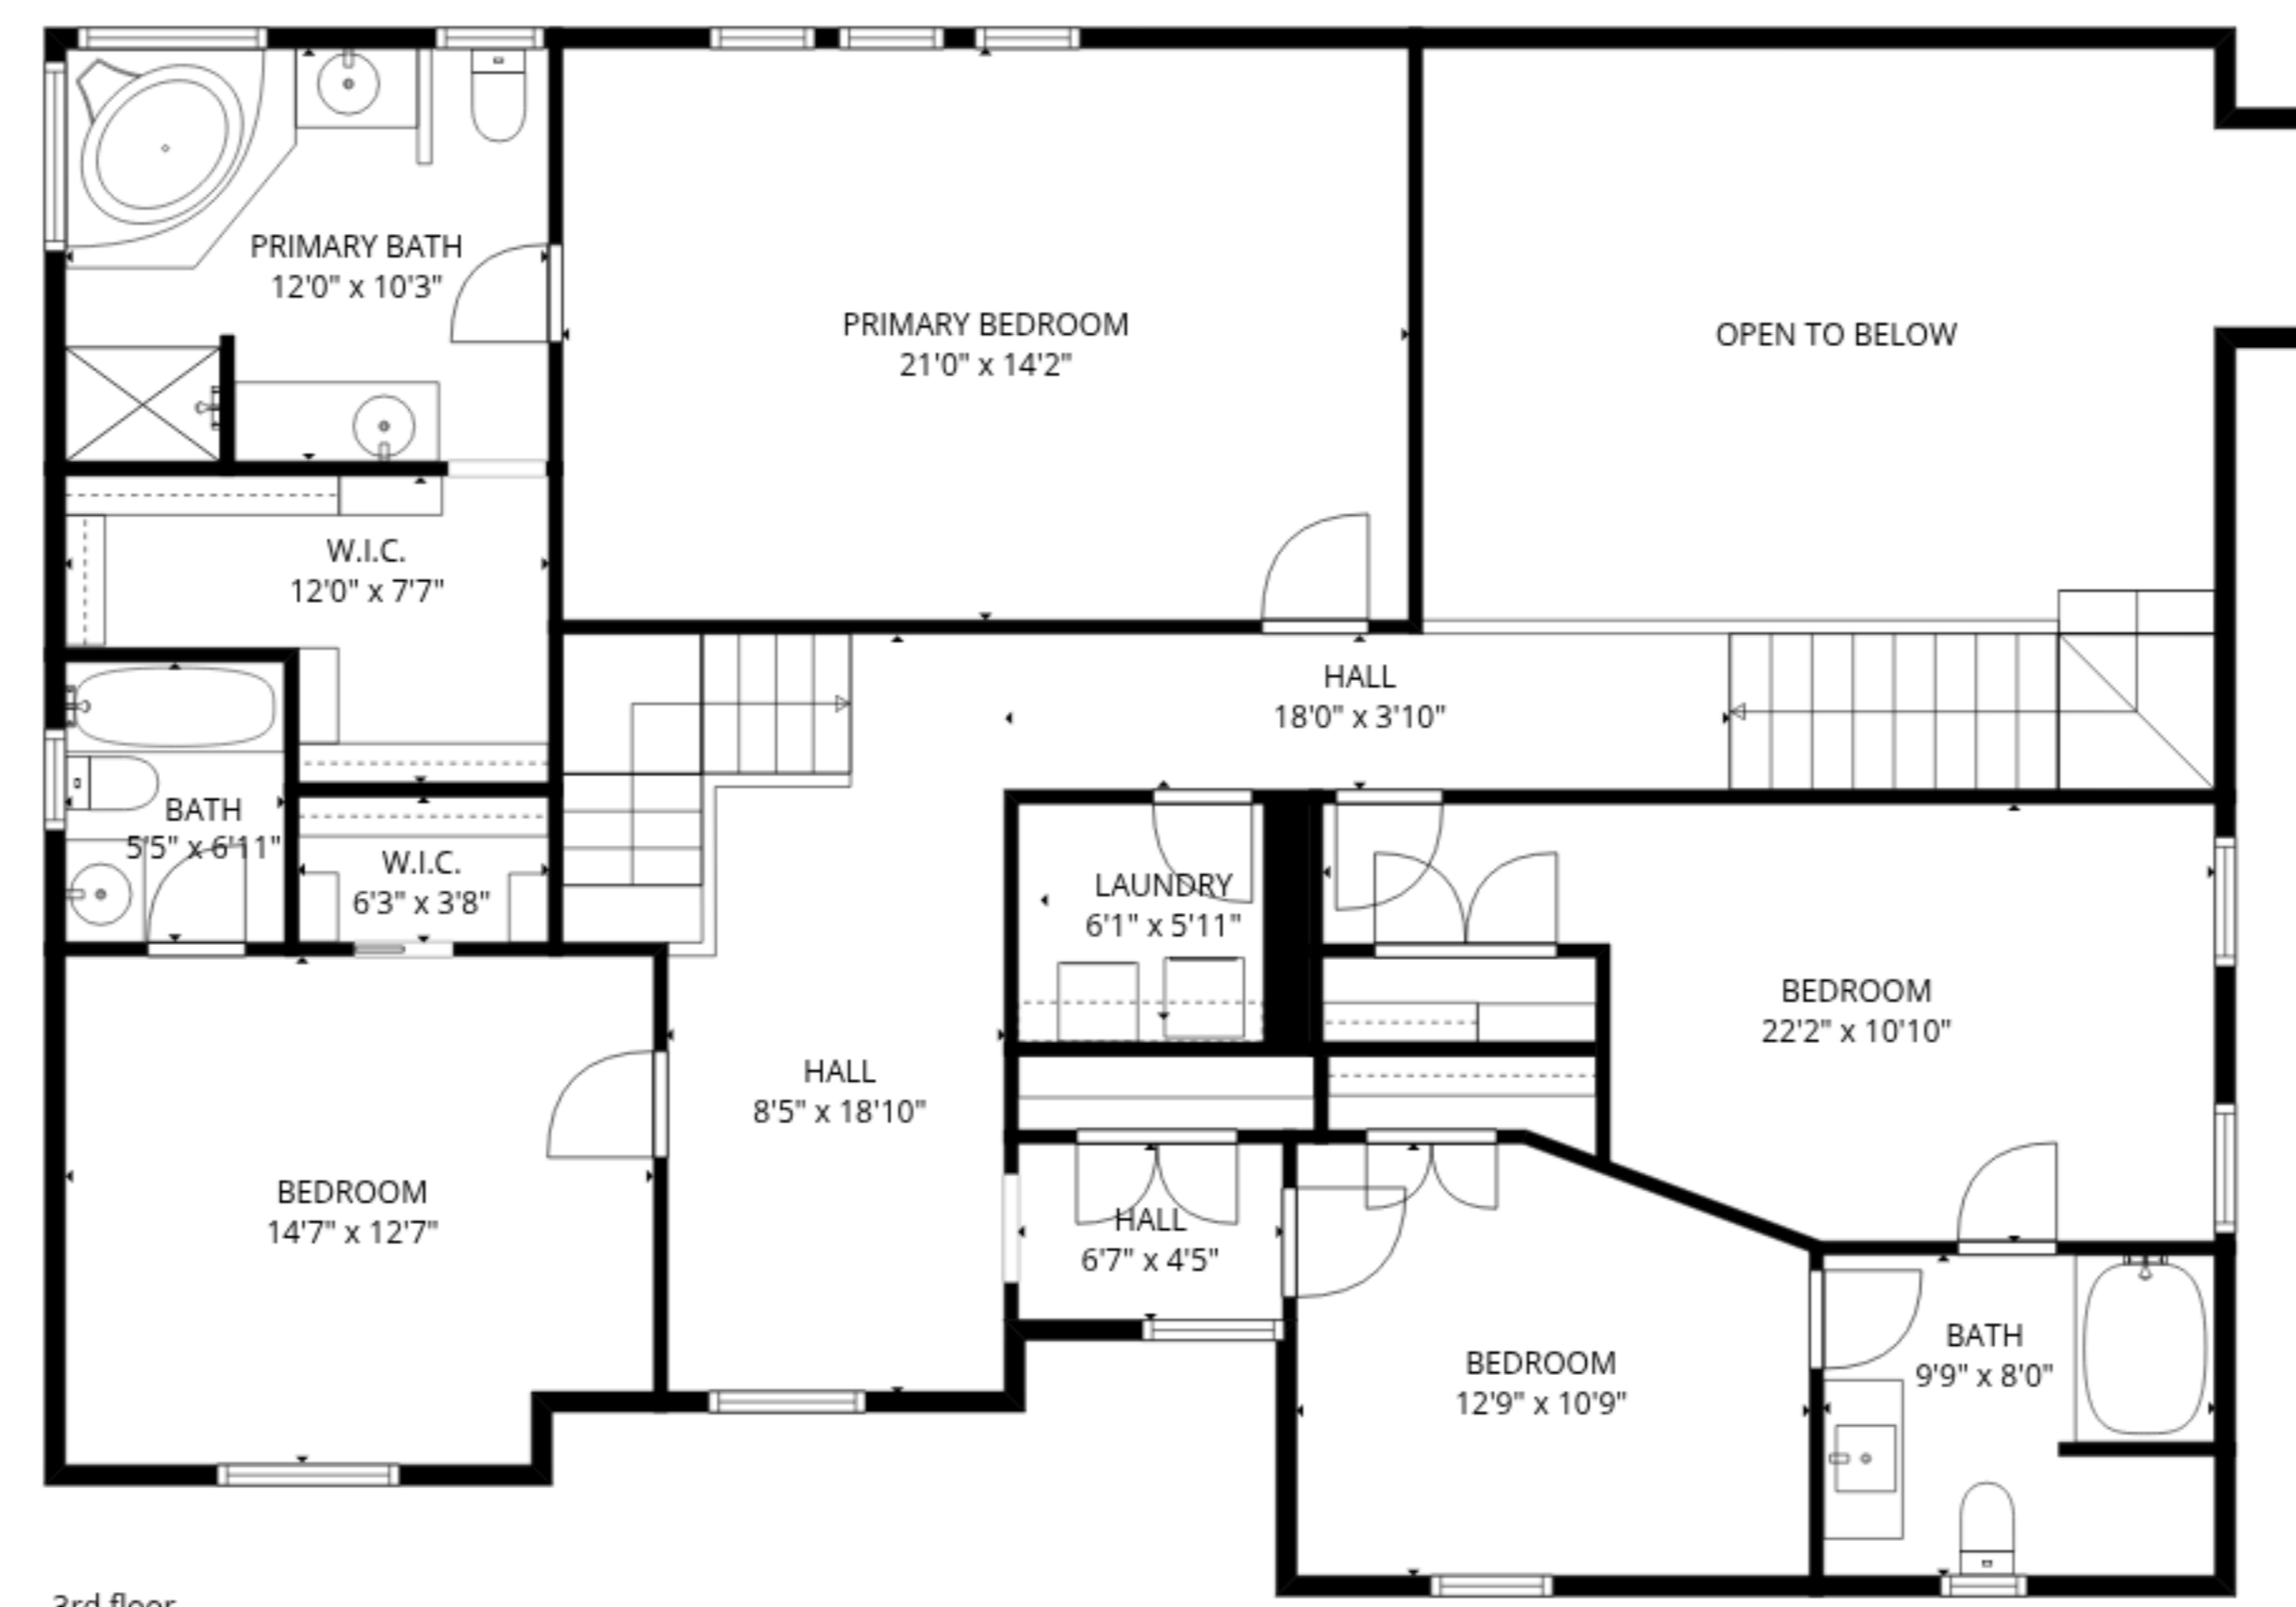 PRIMARY BATH
12'0" x 10'3"
PRIMARY BEDROOM
21'0" x 14'2"
OPEN TO BELOW
W.I.C.
12'0" x 7'7"
HALL
18'0" x 3'10"
BATH
5'5" x 6'11"
W.I.C.
6'3" x 3'8"
LAUNDRY
6'1" x 5'11"
BEDROOM
22'2" x 10'10"
HALL
8'5" x 18'10"
BEDROOM
14'7" x 12'7"
HALL
6'7" x 4'5"
BEDROOM
12'9" x 10'9"
BATH
9'9" x 8'0"
3rd floor